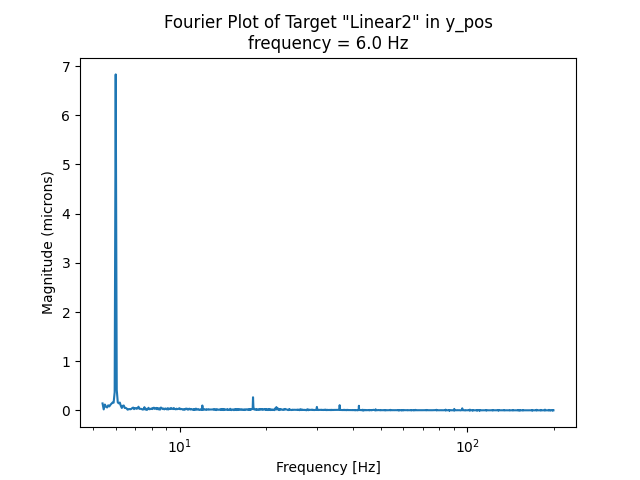 Fourier Plot of Target "Linear2" in y_pos
frequency = 6.0 Hz
7
6
5
4
3
2
1
0
Magnitude (microns)
10¹
10²
Frequency [Hz]